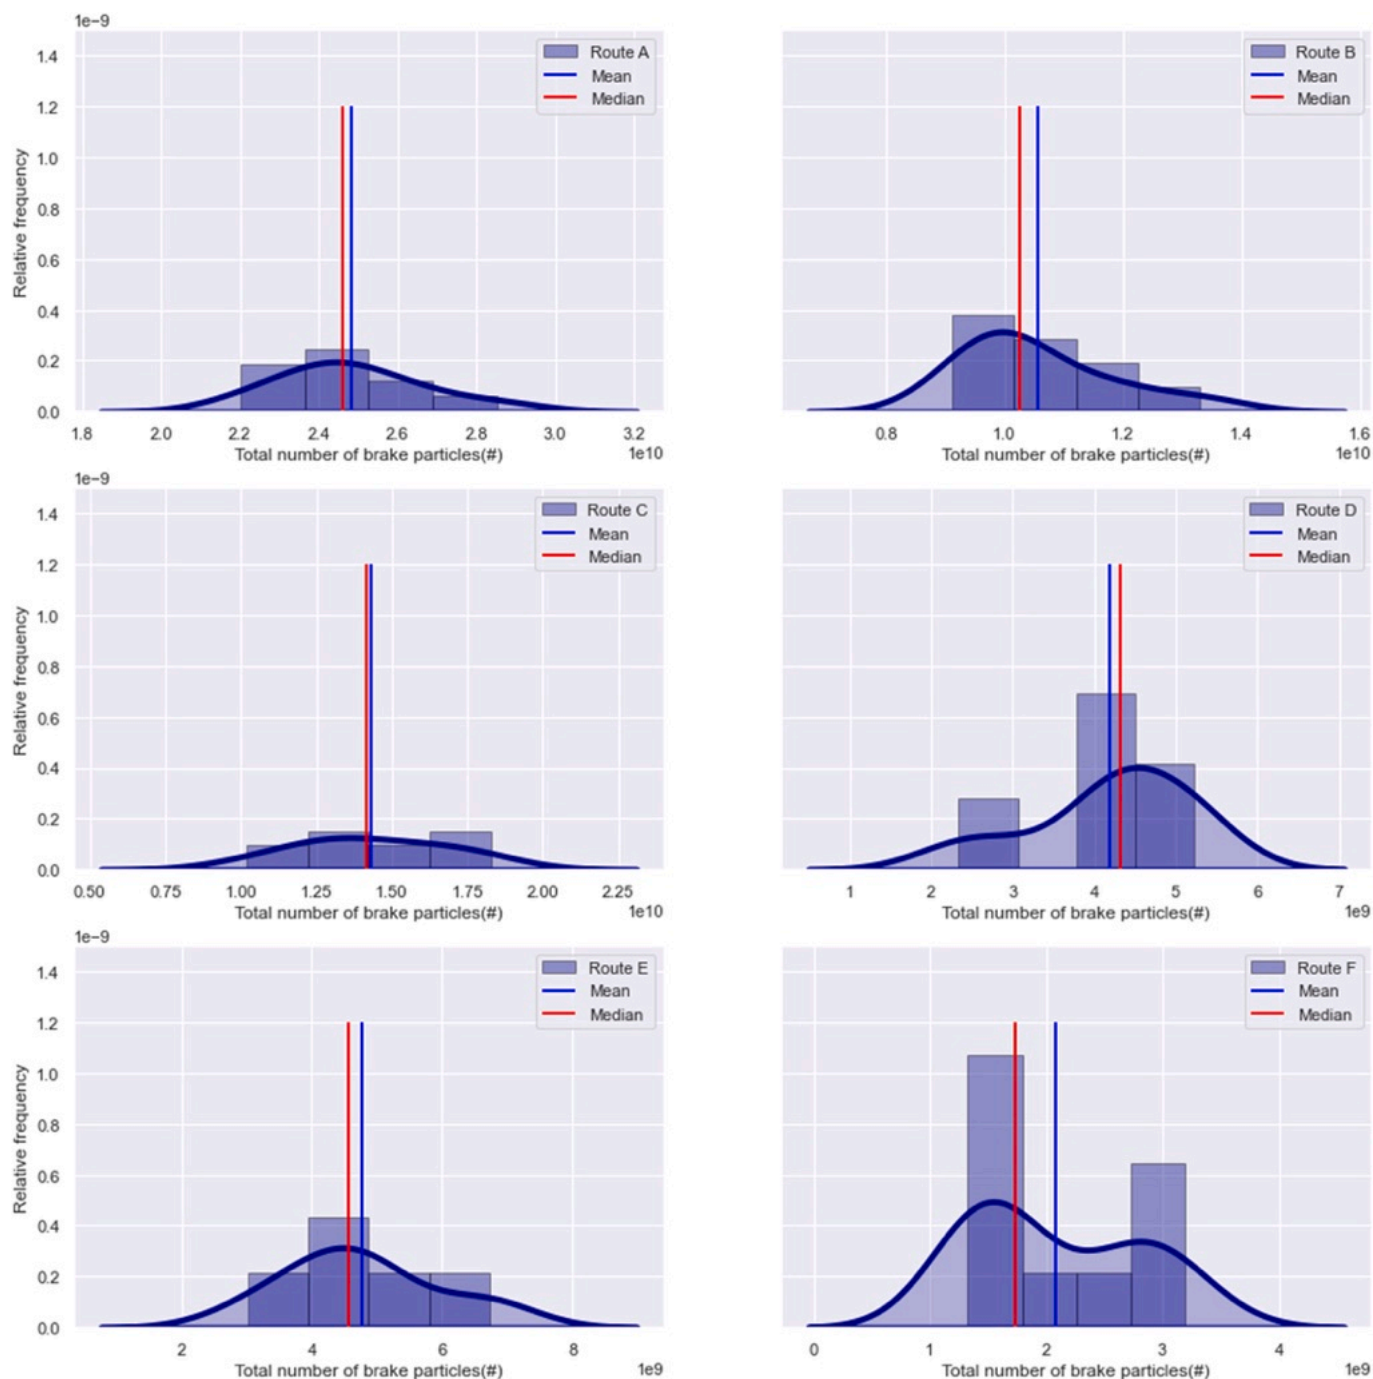 1e−9
Relative frequency
1.4
1.2
1.0
0.8
0.6
0.4
0.2
0.0
Route A
Mean
Median
1.8 2.0 2.2 2.4 2.6 2.8 3.0 3.2
1e10
Total number of brake particles(#)
Route B
Mean
Median
0.8 1.0 1.2 1.4 1.6
1e10
Total number of brake particles(#)
1e−9
Relative frequency
1.4
1.2
1.0
0.8
0.6
0.4
0.2
0.0
Route C
Mean
Median
0.50 0.75 1.00 1.25 1.50 1.75 2.00 2.25
1e10
Total number of brake particles(#)
Route D
Mean
Median
1 2 3 4 5 6 7
1e9
Total number of brake particles(#)
1e−9
Relative frequency
1.4
1.2
1.0
0.8
0.6
0.4
0.2
0.0
Route E
Mean
Median
2 4 6 8
1e9
Total number of brake particles(#)
Route F
Mean
Median
0 1 2 3 4
1e9
Total number of brake particles(#)